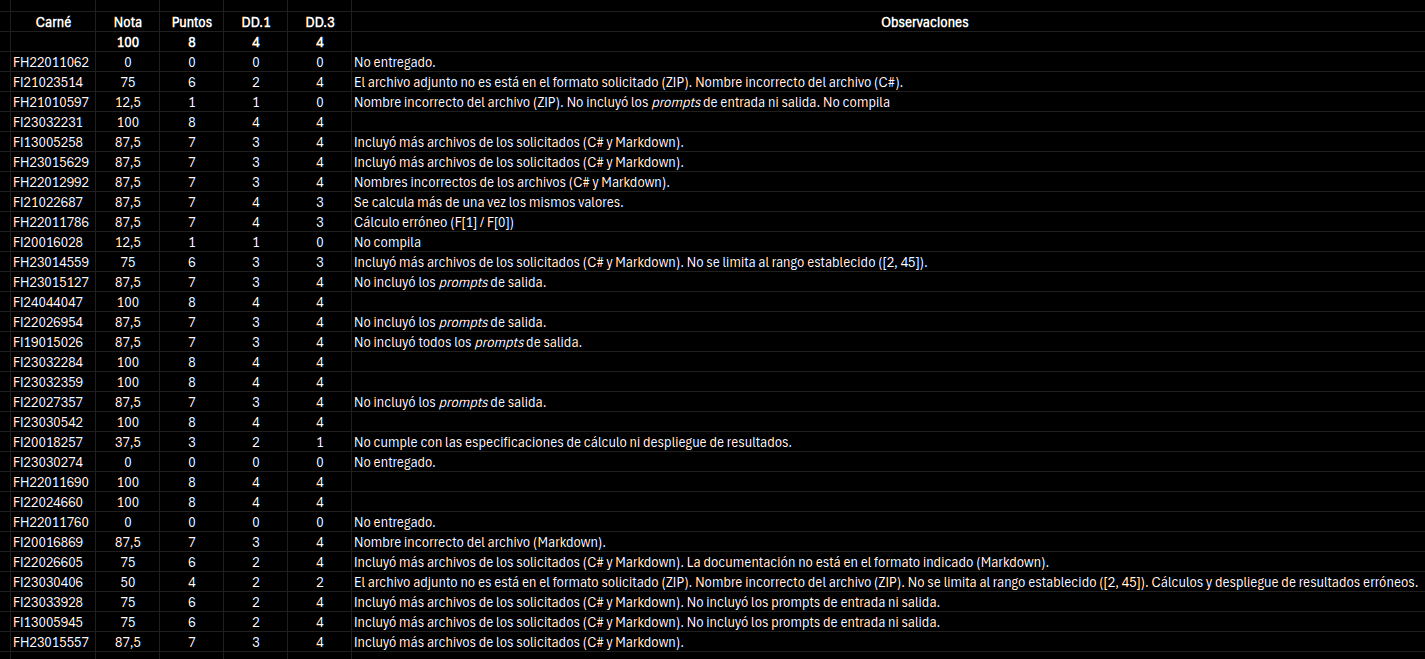 Carné Nota Puntos DD.1 DD.3 Observaciones
100 8 4 4
FH22011062 0 0 0 0 No entregado.
FI21023514 75 6 2 4 El archivo adjunto no es está en el formato solicitado (ZIP). Nombre incorrecto del archivo (C#).
FH21010597 12,5 1 1 0 Nombre incorrecto del archivo (ZIP). No incluyó los prompts de entrada ni salida. No compila
FI23032231 100 8 4 4
FI13005258 87,5 7 3 4 Incluyó más archivos de los solicitados (C# y Markdown).
FH23015629 87,5 7 3 4 Incluyó más archivos de los solicitados (C# y Markdown).
FH22012992 87,5 7 3 4 Nombres incorrectos de los archivos (C# y Markdown).
FI21022687 87,5 7 4 3 Se calcula más de una vez los mismos valores.
FH22011786 87,5 7 4 3 Cálculo erróneo (F[1] / F[0])
FI20016028 12,5 1 1 0 No compila
FH23014559 75 6 3 3 Incluyó más archivos de los solicitados (C# y Markdown). No se limita al rango establecido ([2, 45]).
FH23015127 87,5 7 3 4 No incluyó los prompts de salida.
FI24044047 100 8 4 4
FI22026954 87,5 7 3 4 No incluyó los prompts de salida.
FI19015026 87,5 7 3 4 No incluyó todos los prompts de salida.
FI23032284 100 8 4 4
FI23032359 100 8 4 4
FI22027357 87,5 7 3 4 No incluyó los prompts de salida.
FI23030542 100 8 4 4
FI20018257 37,5 3 2 1 No cumple con las especificaciones de cálculo ni despliegue de resultados.
FI23030274 0 0 0 0 No entregado.
FH22011690 100 8 4 4
FI22024660 100 8 4 4
FH22011760 0 0 0 0 No entregado.
FI20016869 87,5 7 3 4 Nombre incorrecto del archivo (Markdown).
FI22026605 75 6 2 4 Incluyó más archivos de los solicitados (C# y Markdown). La documentación no está en el formato indicado (Markdown).
FI23030406 50 4 2 2 El archivo adjunto no es está en el formato solicitado (ZIP). Nombre incorrecto del archivo (ZIP). No se limita al rango establecido ([2, 45]). Cálculos y despliegue de resultados erróneos.
FI23033928 75 6 2 4 Incluyó más archivos de los solicitados (C# y Markdown). No incluyó los prompts de entrada ni salida.
FI13005945 75 6 2 4 Incluyó más archivos de los solicitados (C# y Markdown). No incluyó los prompts de entrada ni salida.
FH23015557 87,5 7 3 4 Incluyó más archivos de los solicitados (C# y Markdown).